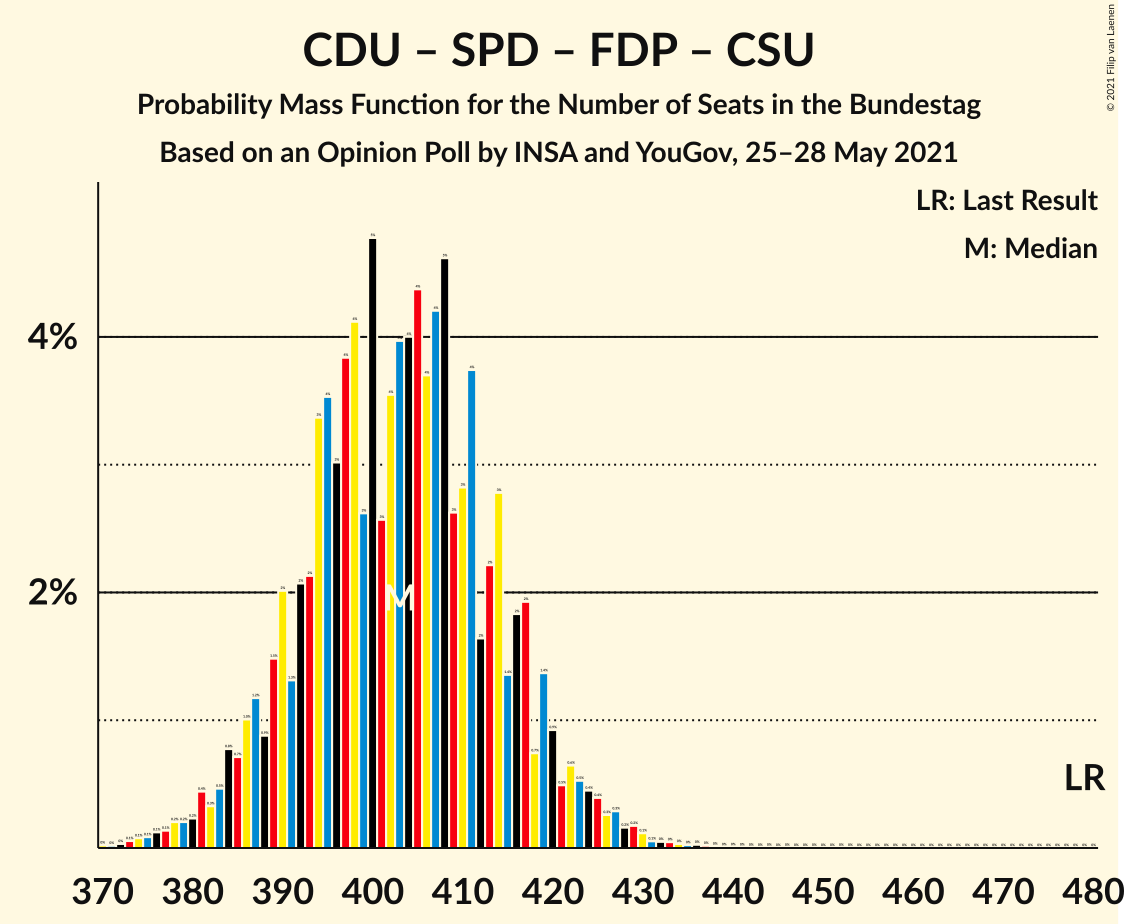 CDU – SPD – FDP – CSU
Probability Mass Function for the Number of Seats in the Bundestag
Based on an Opinion Poll by INSA and YouGov, 25–28 May 2021
© 2021 Filip van Laenen
LR: Last Result
M: Median
4%
2%
M
LR
370 380 390 400 410 420 430 440 450 460 470 480